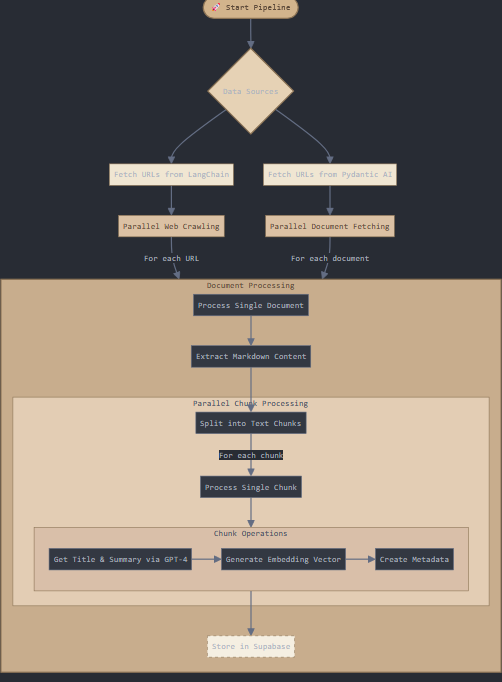 🚀 Start Pipeline
Data Sources
Fetch URLs from LangChain
Fetch URLs from Pydantic AI
Parallel Web Crawling
Parallel Document Fetching
For each URL
For each document
Document Processing
Process Single Document
Extract Markdown Content
Parallel Chunk Processing
Split into Text Chunks
For each chunk
Process Single Chunk
Chunk Operations
Get Title & Summary via GPT-4
Generate Embedding Vector
Create Metadata
Store in Supabase